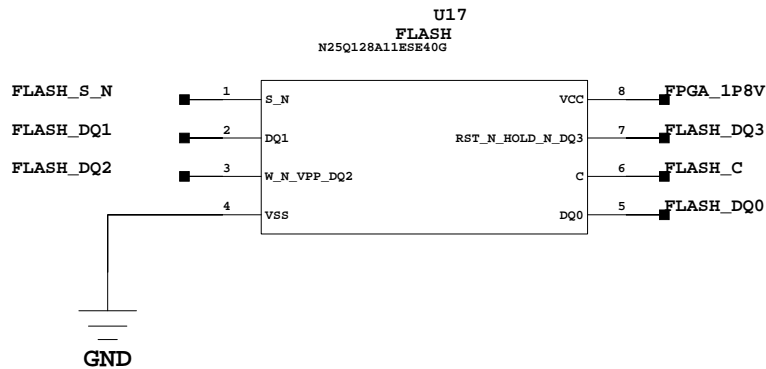 U17
FLASH
N25Q128A11ESE40G
FLASH_S_N 1 S_N VCC 8 FPGA_1P8V
FLASH_DQ1 2 DQ1 RST_N_HOLD_N_DQ3 7 FLASH_DQ3
FLASH_DQ2 3 W_N_VPP_DQ2 C 6 FLASH_C
4 VSS DQ0 5 FLASH_DQ0
GND